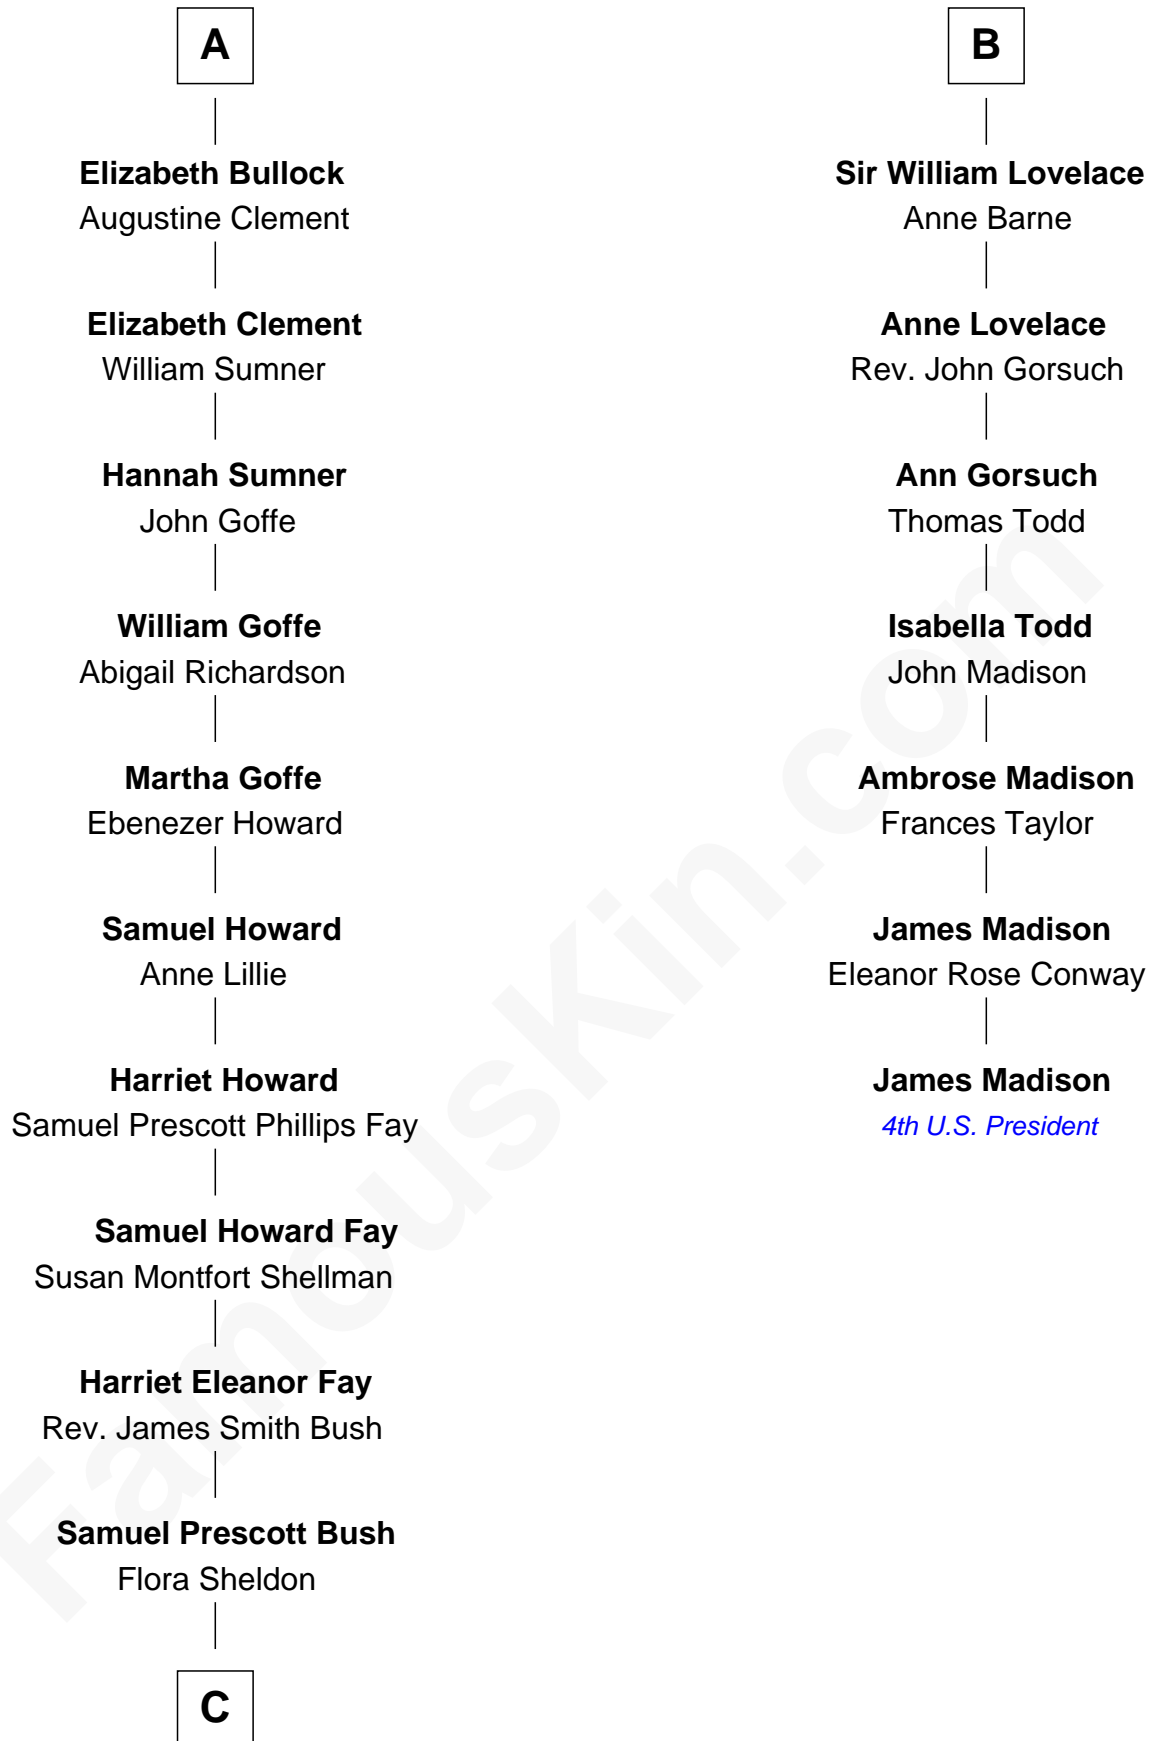 A
Elizabeth Bullock
Augustine Clement
Elizabeth Clement
William Sumner
Hannah Sumner
John Goffe
William Goffe
Abigail Richardson
Martha Goffe
Ebenezer Howard
Samuel Howard
Anne Lillie
Harriet Howard
Samuel Prescott Phillips Fay
Samuel Howard Fay
Susan Montfort Shellman
Harriet Eleanor Fay
Rev. James Smith Bush
Samuel Prescott Bush
Flora Sheldon
C
B
Sir William Lovelace
Anne Barne
Anne Lovelace
Rev. John Gorsuch
Ann Gorsuch
Thomas Todd
Isabella Todd
John Madison
Ambrose Madison
Frances Taylor
James Madison
Eleanor Rose Conway
James Madison
4th U.S. President
FamousKin.com